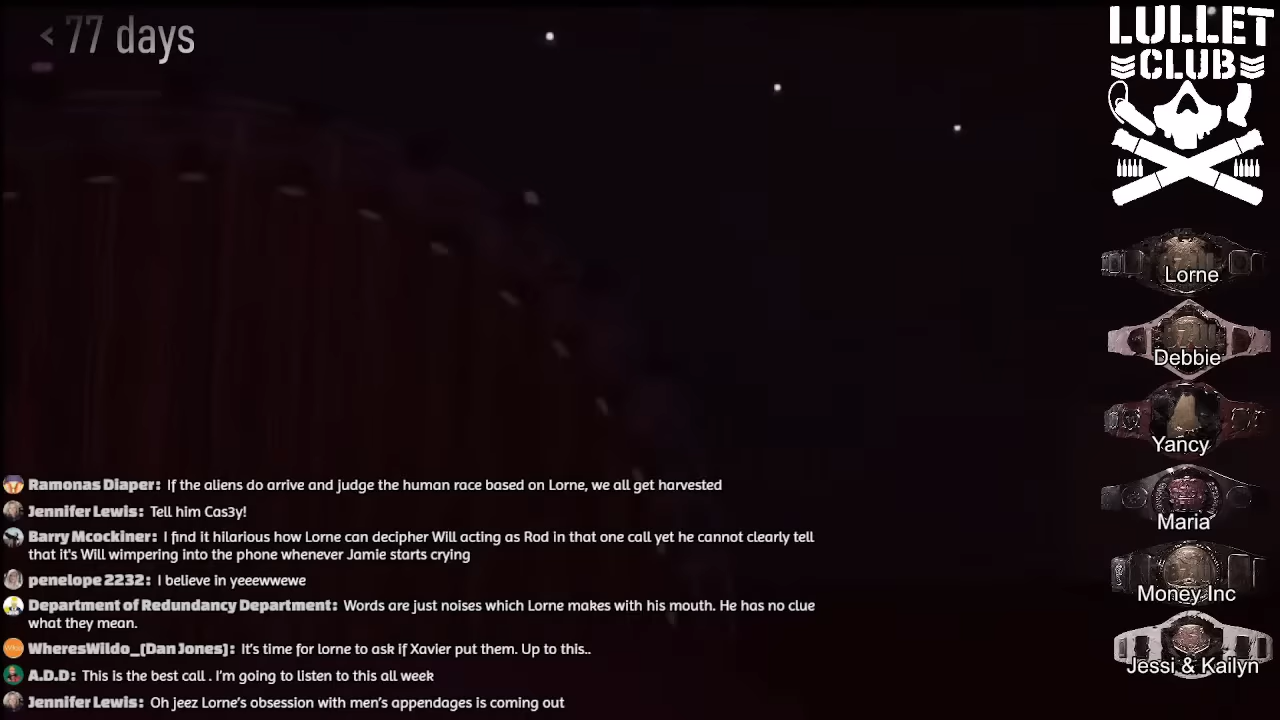 < 77 days
LULLET
CLUB
Lorne
Debbie
Yancy
Maria
Money Inc
Jessi & Kailyn
Ramonas Diaper: If the aliens do arrive and judge the human race based on Lorne, we all get harvested
Jennifer Lewis: Tell him Cas3y!
Barry Mcockiner: I find it hilarious how Lorne can decipher Will acting as Rod in that one call yet he cannot clearly tell
that it's Will wimpering into the phone whenever Jamie starts crying
penelope 2232: I believe in yeeewwewe
Department of Redundancy Department: Words are just noises which Lorne makes with his mouth. He has no clue
what they mean.
WheresWildo_(Dan Jones): It's time for lorne to ask if Xavier put them. Up to this..
A.D.D: This is the best call . I'm going to listen to this all week
Jennifer Lewis: Oh jeez Lorne's obsession with men's appendages is coming out